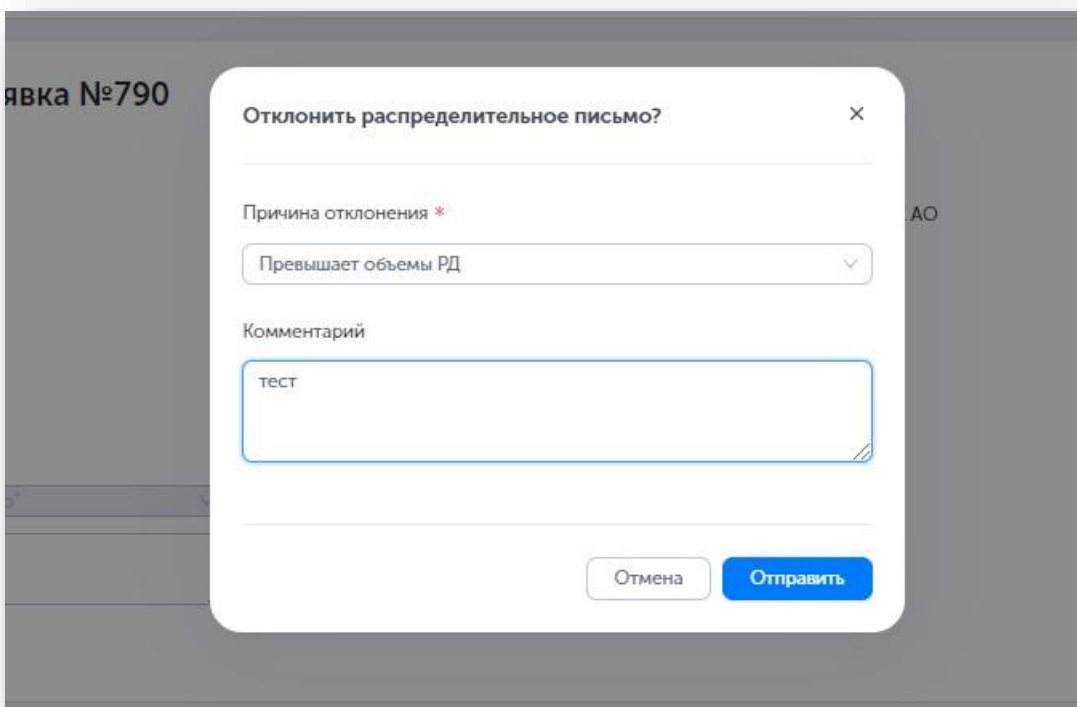 явка №790
Отклонить распределительное письмо?
Причина отклонения *
АО
Превышает объемы РД
Комментарий
тест
Отмена
Отправить